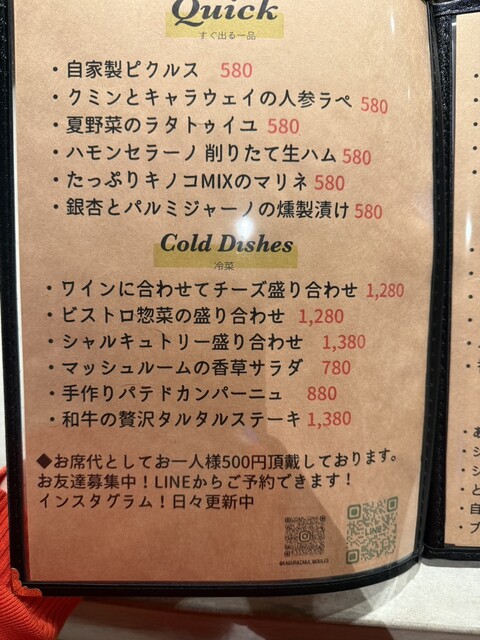 Quick
すぐ出る一品
・自家製ピクルス 580
・クミンとキャラウェイの人参ラペ 580
・夏野菜のラタトゥイユ 580
・ハモンセラーノ 削りたて生ハム 580
・たっぷりキノコMIXのマリネ 580
・銀杏とパルミジャーノの燻製漬け 580
Cold Dishes
冷菜
・ワインに合わせてチーズ盛り合わせ 1,280
・ビストロ惣菜の盛り合わせ 1,280
・シャルキュトリー盛り合わせ 1,380
・マッシュルームの香草サラダ 780
・手作りパテドカンパーニュ 880
・和牛の贅沢タルタルステーキ 1,380
◆お席代としてお一人様500円頂戴しております。
お友達募集中！LINEからご予約できます！
インスタグラム！日々更新中